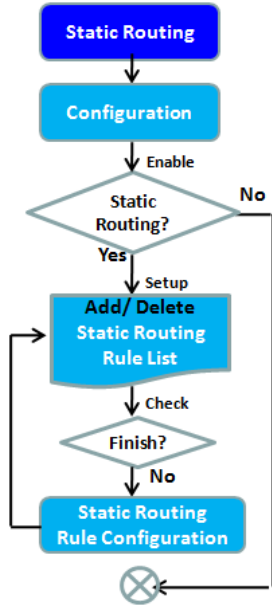 Static Routing
Configuration
Enable
Static
Routing?
No
Yes
Setup
Add/ Delete
Static Routing
Rule List
Check
Finish?
No
Static Routing
Rule Configuration